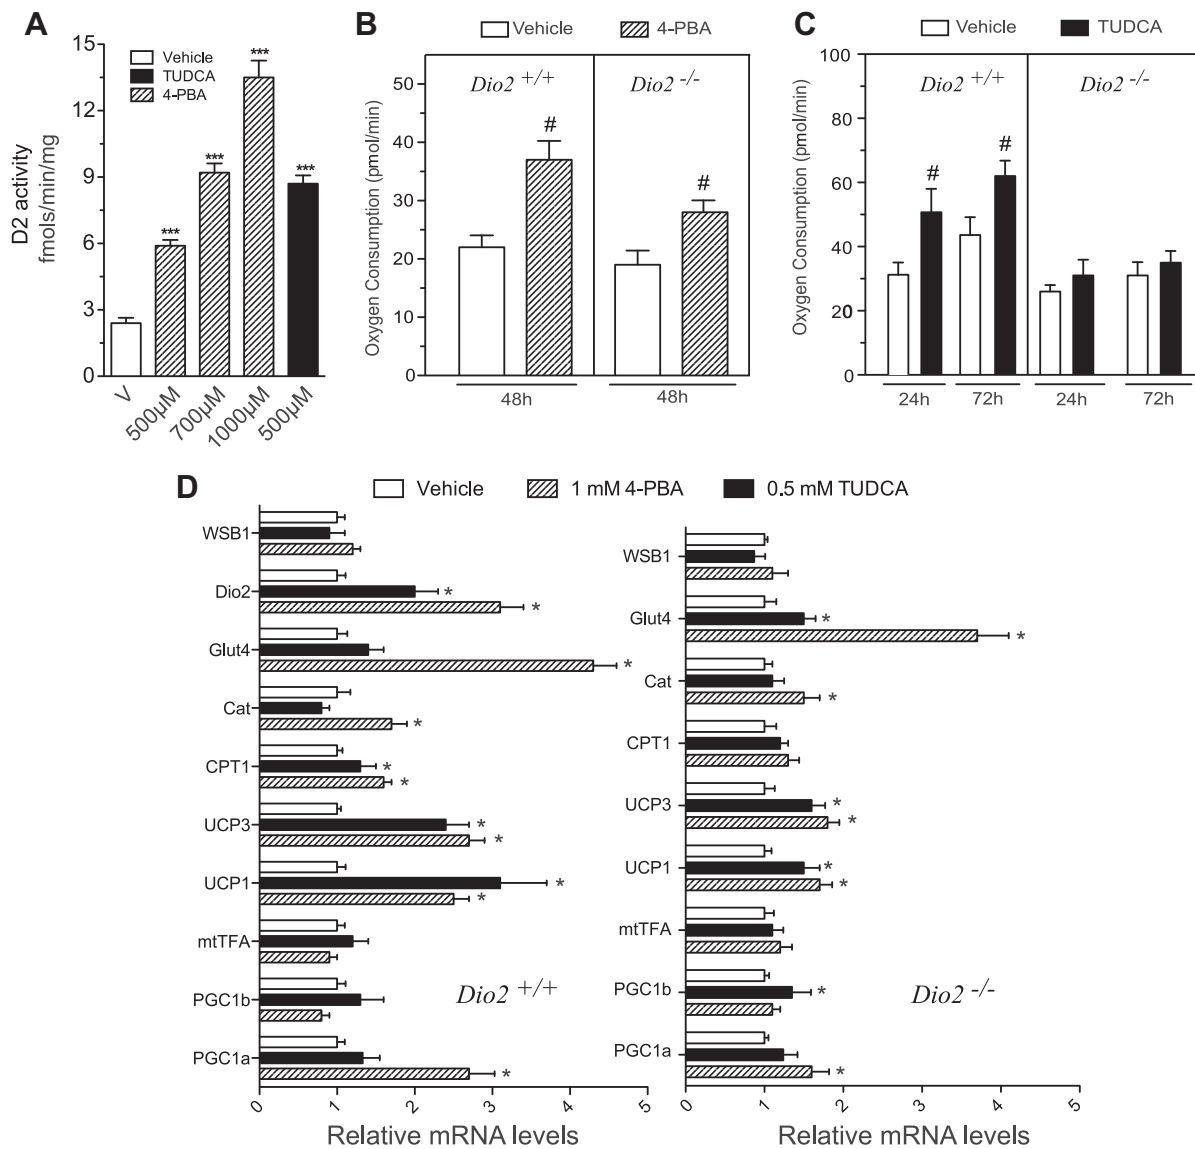 A
15
12
9
6
3
0
D2 activity
fmols/min/mg
Vehicle
TUDCA
4-PBA
***
***
***
***
V
500µM
700µM
1000µM
500µM
B
Vehicle
4-PBA
50
40
30
20
10
0
Oxygen Consumption (pmol/min)
Dio2 +/+
Dio2 -/-
#
#
48h
48h
C
Vehicle
TUDCA
100
80
60
40
20
0
Oxygen Consumption (pmol/min)
Dio2 +/+
Dio2 -/-
#
#
24h
72h
24h
72h
D
Vehicle
1 mM 4-PBA
0.5 mM TUDCA
WSB1
Dio2 *
*
Glut4
*
Cat
*
CPT1 *
*
UCP3 *
*
UCP1 *
*
mtTFA
PGC1b
PGC1a
*
Dio2 +/+
0 1 2 3 4 5
Relative mRNA levels
WSB1
Glut4 *
*
Cat
*
CPT1
UCP3 *
*
UCP1 *
*
mtTFA
PGC1b *
PGC1a
*
Dio2 -/-
0 1 2 3 4 5
Relative mRNA levels